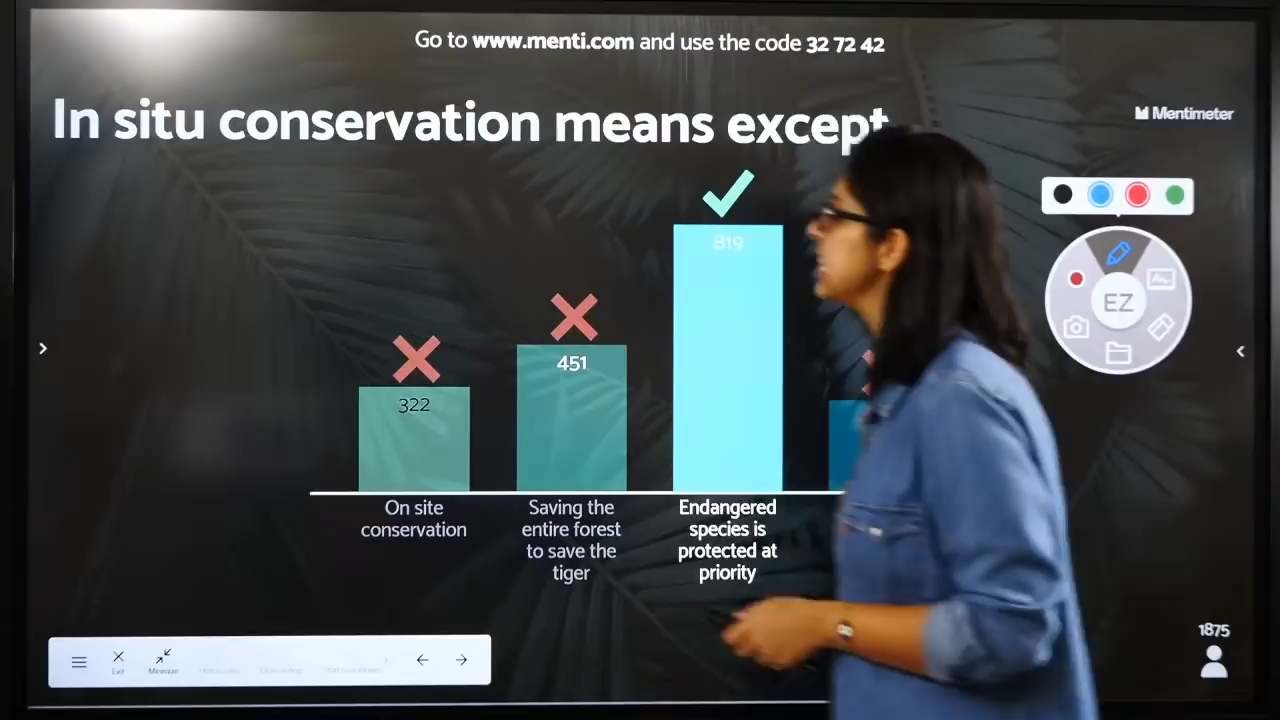 Go to www.menti.com and use the code 32 72 42
In situ conservation means except
Mentimeter
EZ
819
451
322
On site
conservation
Saving the
entire forest
to save the
tiger
Endangered
species is
protected at
priority
1875
Exit
Minimize